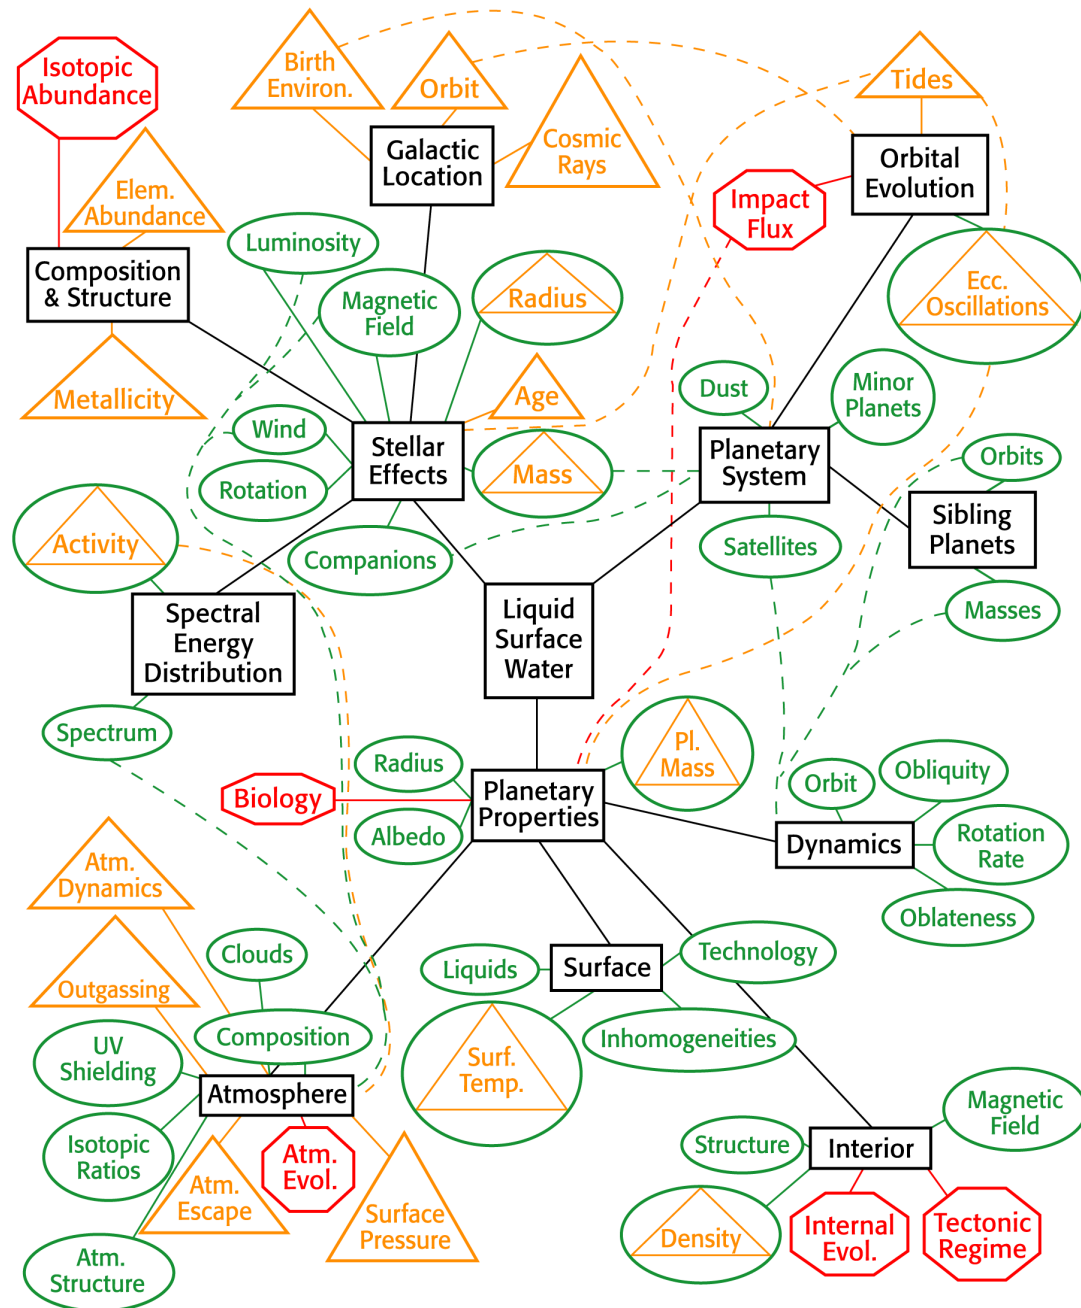 Isotopic
Abundance
Birth
Environ.
Orbit
Cosmic
Rays
Tides
Galactic
Location
Orbital
Evolution
Elem.
Abundance
Impact
Flux
Luminosity
Composition
& Structure
Magnetic
Field
Radius
Ecc.
Oscillations
Metallicity
Age
Dust
Minor
Planets
Wind
Stellar
Effects
Mass
Planetary
System
Orbits
Rotation
Sibling
Planets
Activity
Companions
Satellites
Spectral
Energy
Distribution
Liquid
Surface
Water
Masses
Spectrum
Radius
Pl.
Mass
Biology
Planetary
Properties
Albedo
Orbit
Obliquity
Dynamics
Rotation
Rate
Oblateness
Atm.
Dynamics
Clouds
Outgassing
Liquids
Surface
Technology
Composition
Inhomogeneities
UV
Shielding
Surf.
Temp.
Atmosphere
Magnetic
Field
Isotopic
Ratios
Structure
Interior
Atm.
Evol.
Atm.
Escape
Surface
Pressure
Density
Internal
Evol.
Tectonic
Regime
Atm.
Structure